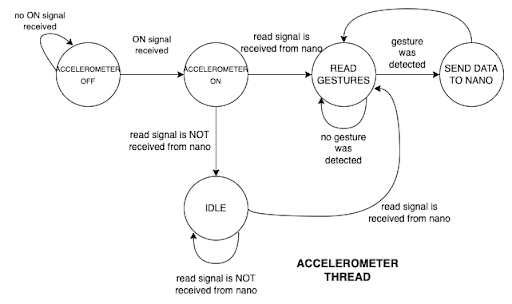 no ON signal
received
ON signal
received
read signal is
received from nano
gesture
was
detected
ACCELEROMETER
OFF
ACCELEROMETER
ON
READ
GESTURES
SEND DATA
TO NANO
read signal is NOT
received from nano
no gesture
was
detected
IDLE
read signal is
received from nano
read signal is NOT
received from nano
ACCELEROMETER
THREAD